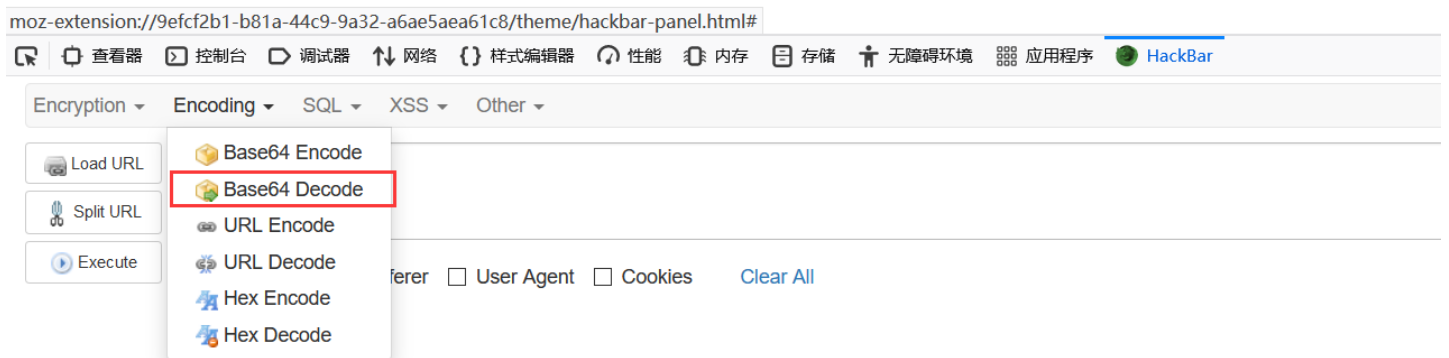 moz-extension://9efcf2b1-b81a-44c9-9a32-a6ae5aea61c8/theme/hackbar-panel.html#
查看器 控制台 调试器 网络 样式编辑器 性能 内存 存储 无障碍环境 应用程序 HackBar
Encryption Encoding SQL XSS Other
Load URL
Base64 Encode
Base64 Decode
Split URL
URL Encode
Execute
URL Decode
ferer User Agent Cookies Clear All
Hex Encode
Hex Decode